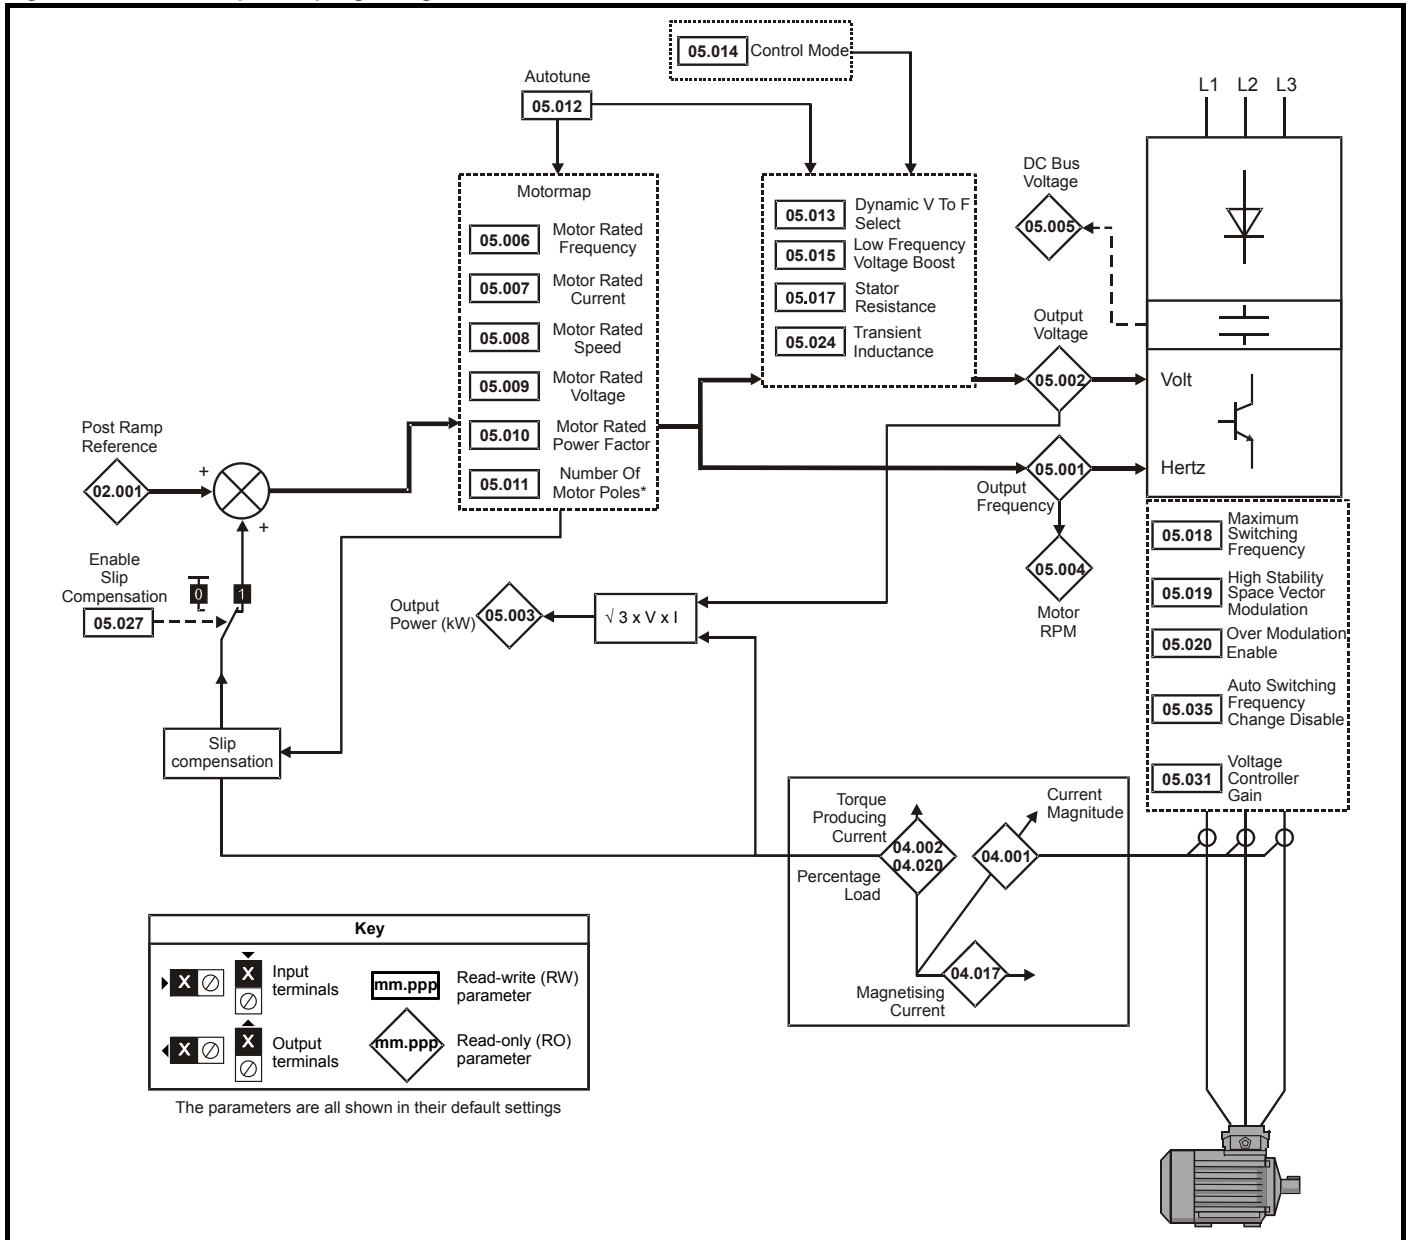 05.014
Control Mode
Autotune
05.012
L1 L2 L3
DC Bus
Voltage
05.005
Motormap
05.006
Motor Rated
Frequency
05.007
Motor Rated
Current
05.008
Motor Rated
Speed
05.009
Motor Rated
Voltage
05.010
Motor Rated
Power Factor
05.011
Number Of
Motor Poles*
05.013
Dynamic V To F
Select
05.015
Low Frequency
Voltage Boost
05.017
Stator
Resistance
05.024
Transient
Inductance
Output
Voltage
05.002
Volt
Post Ramp
Reference
02.001
+
+
05.001
Output
Frequency
Hertz
05.004
Motor
RPM
Enable
Slip
Compensation
05.027
0
1
Output
Power (kW)
05.003
√ 3 x V x I
05.018
Maximum
Switching
Frequency
05.019
High Stability
Space Vector
Modulation
05.020
Over Modulation
Enable
05.035
Auto Switching
Frequency
Change Disable
05.031
Voltage
Controller
Gain
Slip
compensation
Torque
Producing
Current
04.002
04.020
Percentage
Load
Current
Magnitude
04.001
04.017
Magnetising
Current
Key
X
X
Input
terminals
mm.ppp
Read-write (RW)
parameter
X
X
Output
terminals
mm.ppp
Read-only (RO)
parameter
The parameters are all shown in their default settings